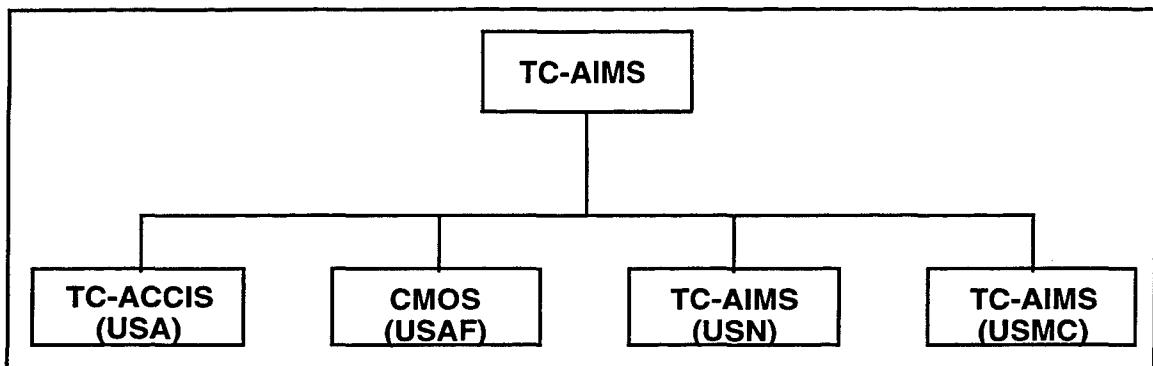 TC-AIMS
TC-ACCIS
(USA)
CMOS
(USAF)
TC-AIMS
(USN)
TC-AIMS
(USMC)